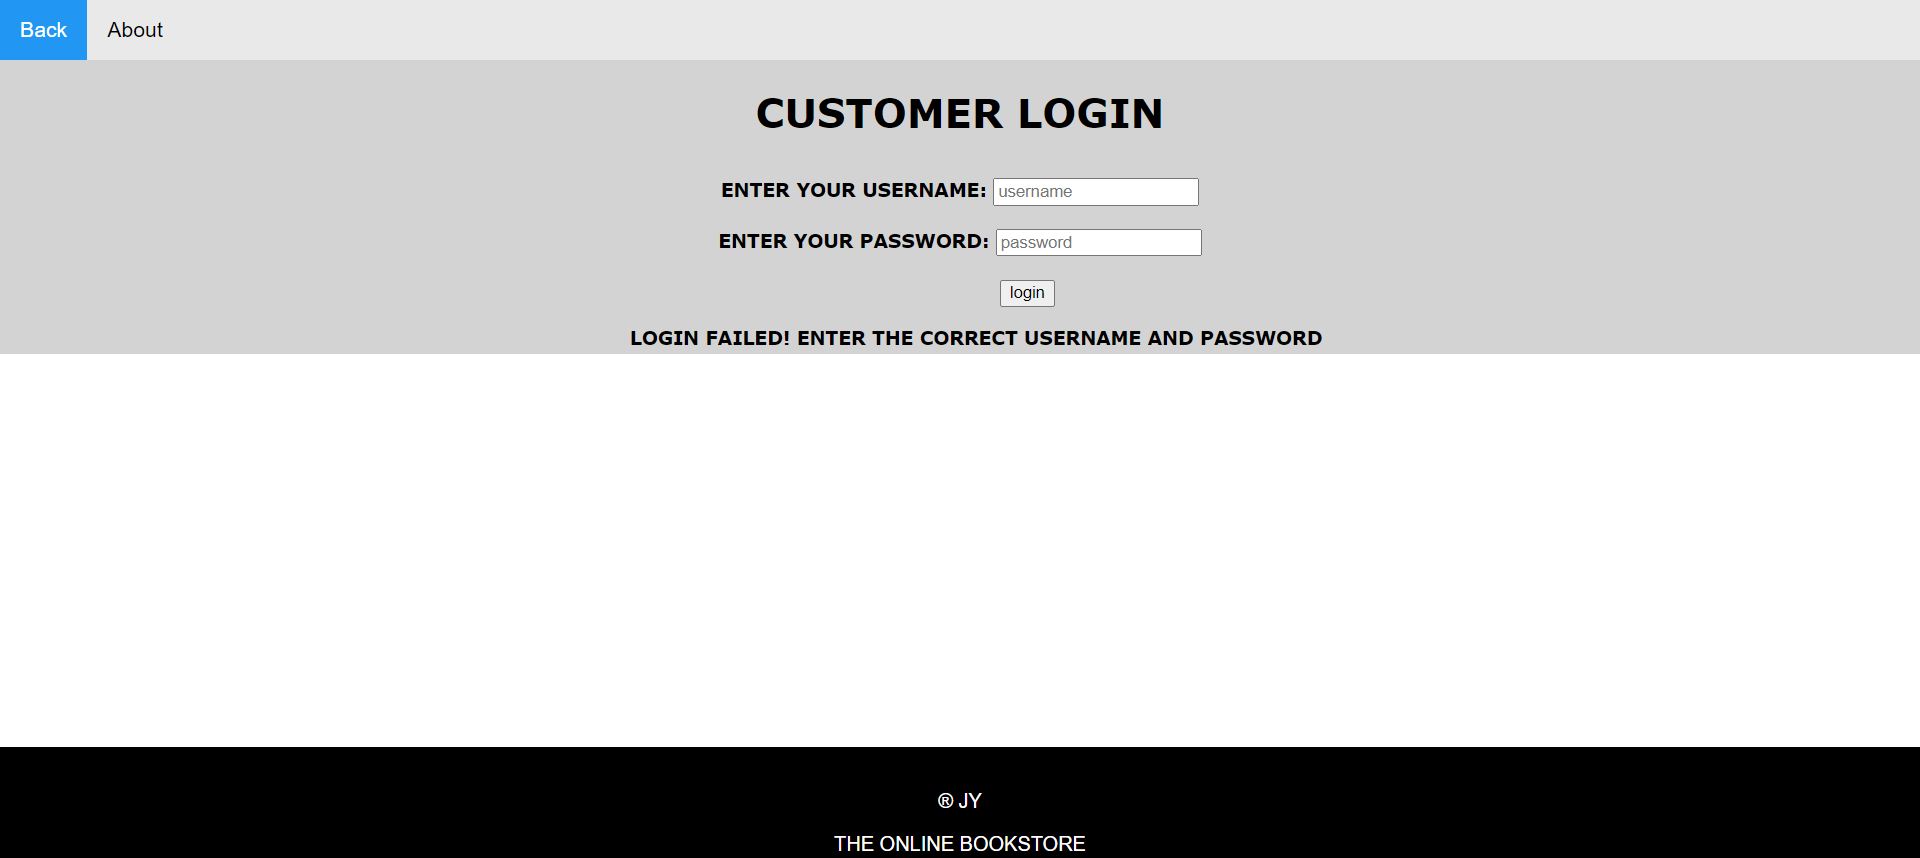 Back About
CUSTOMER LOGIN
ENTER YOUR USERNAME: username
ENTER YOUR PASSWORD: password
login
LOGIN FAILED! ENTER THE CORRECT USERNAME AND PASSWORD
® JY
THE ONLINE BOOKSTORE